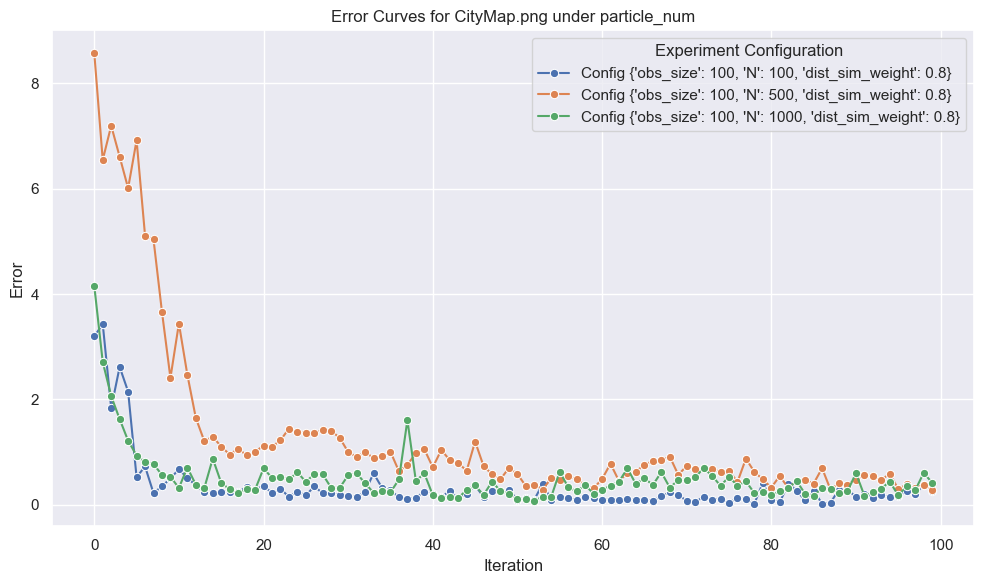 Error Curves for CityMap.png under particle_num
Experiment Configuration
Config {'obs_size': 100, 'N': 100, 'dist_sim_weight': 0.8}
Config {'obs_size': 100, 'N': 500, 'dist_sim_weight': 0.8}
Config {'obs_size': 100, 'N': 1000, 'dist_sim_weight': 0.8}
Error
8
6
4
2
0
0 20 40 60 80 100
Iteration